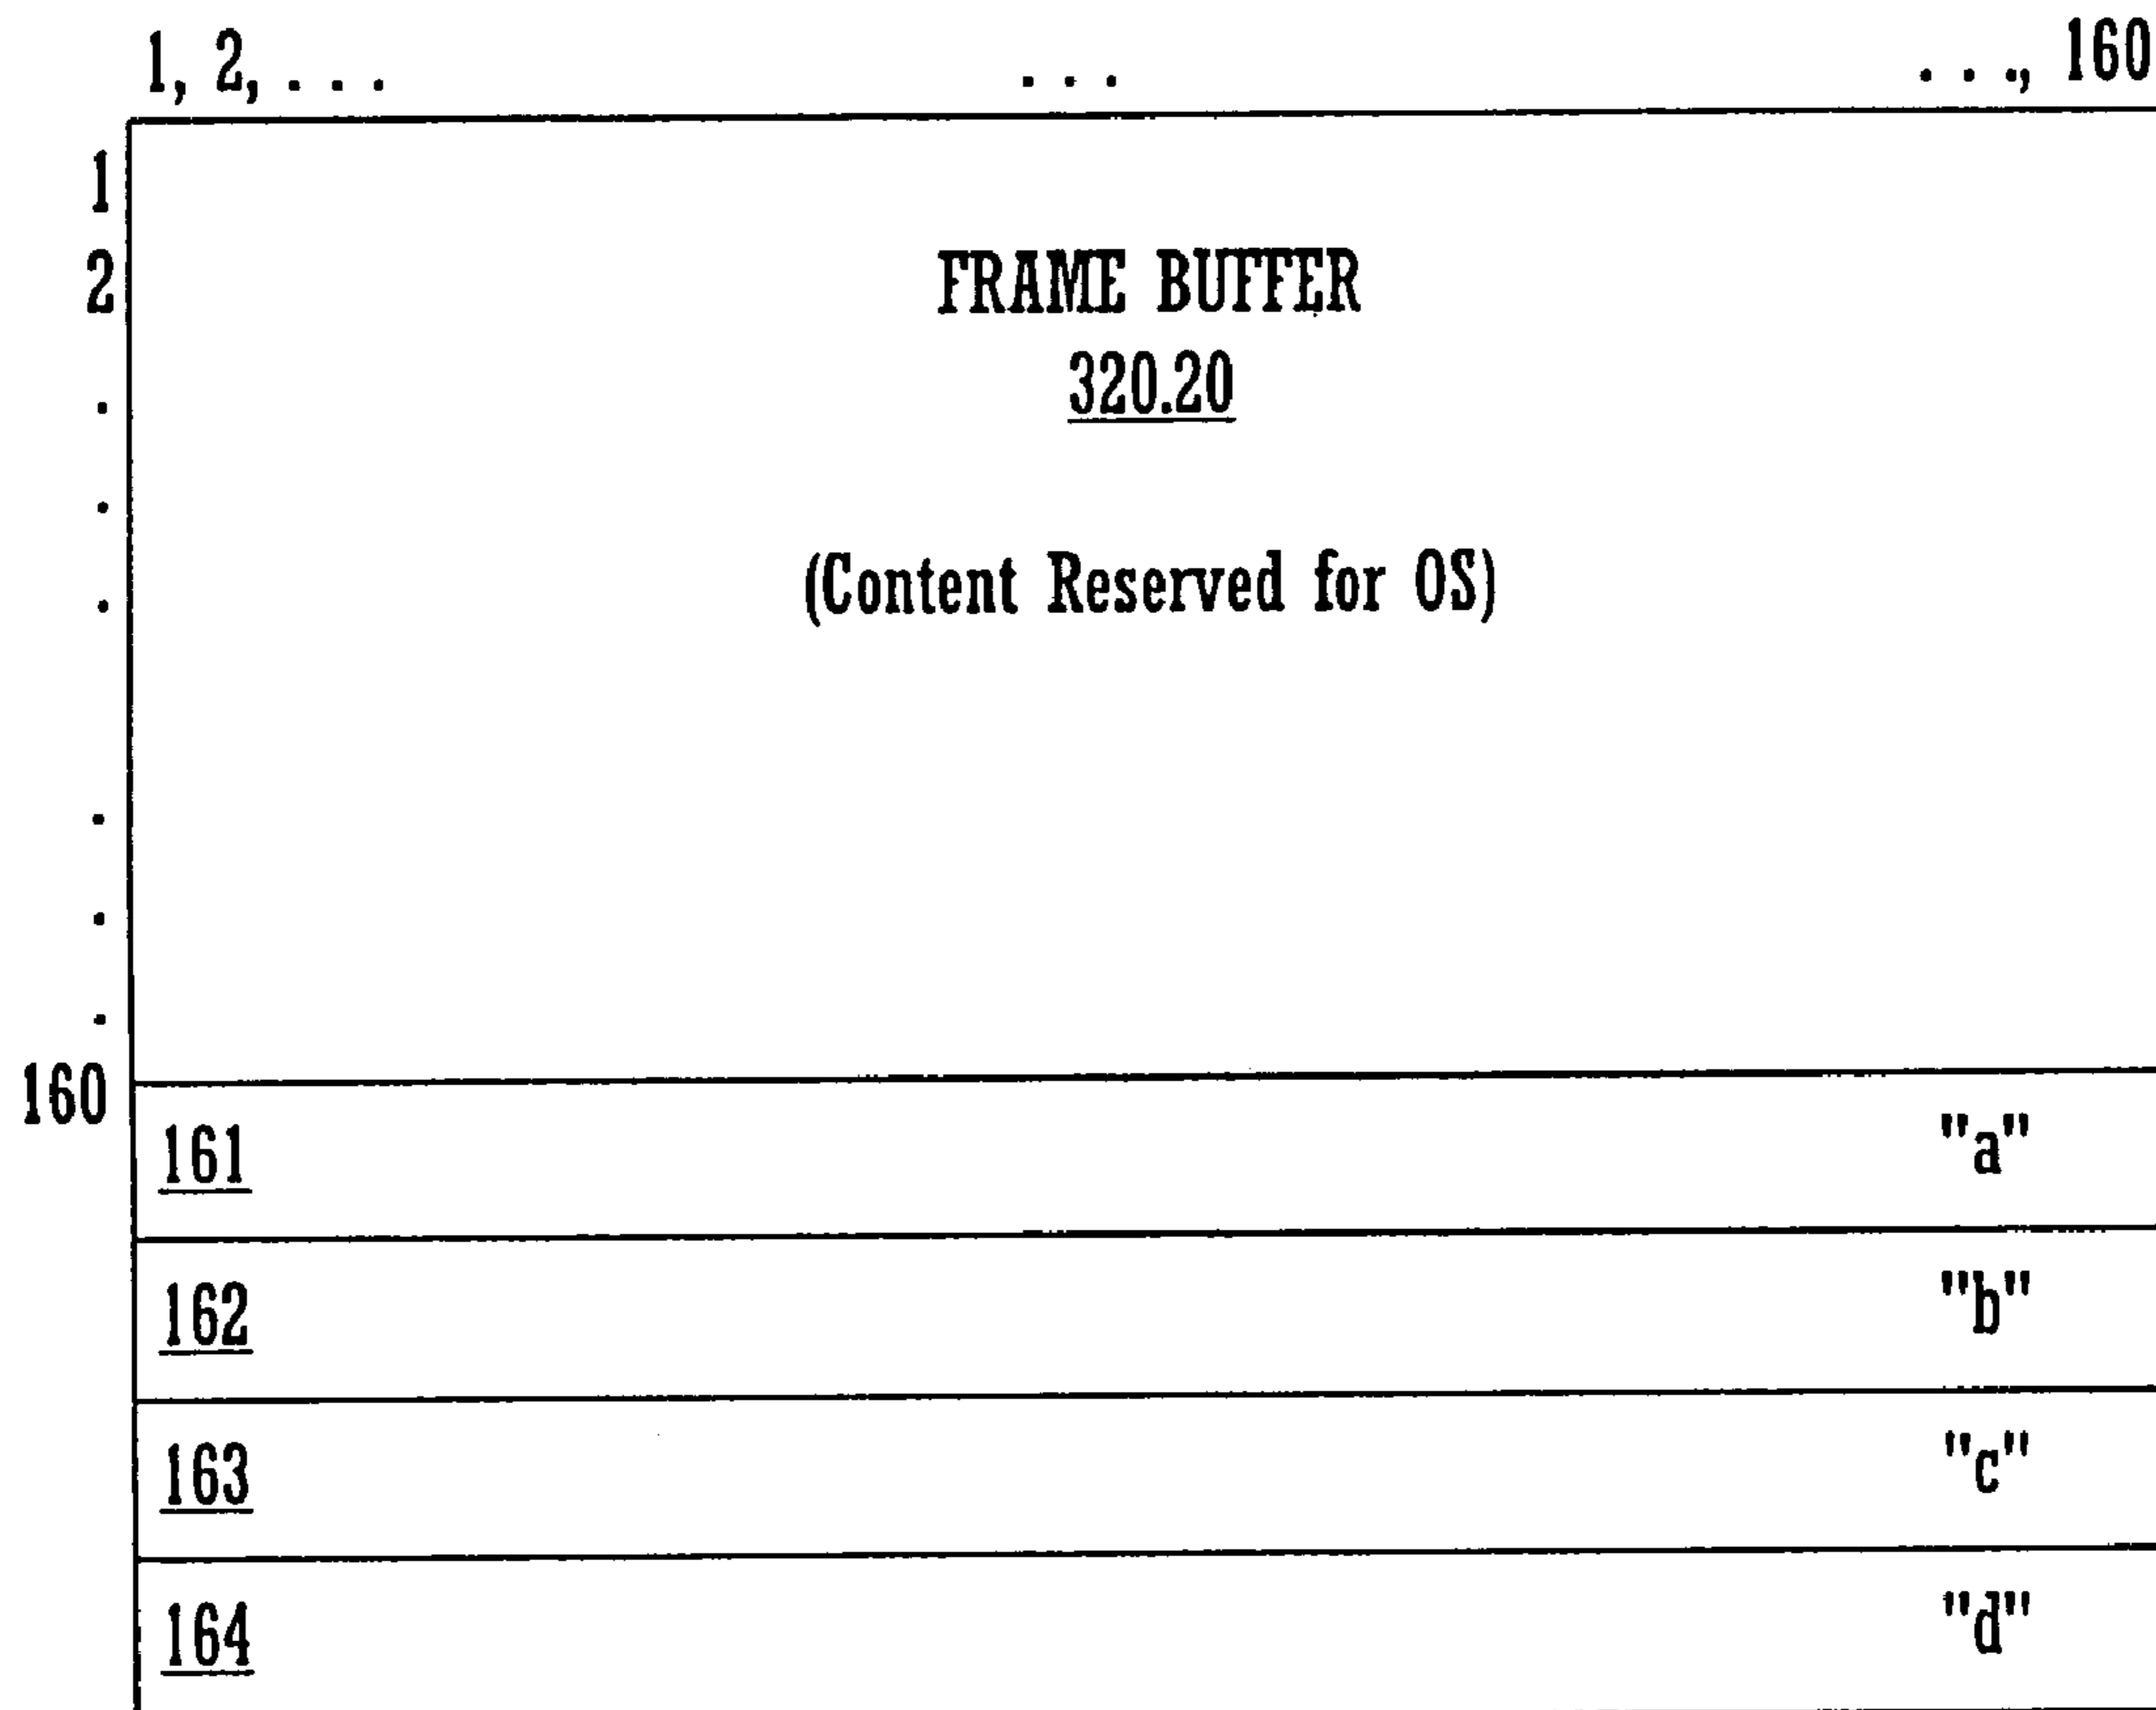 1, 2, . . . . . . . . ., 160
1
2
FRAME BUFFER
320.20
.
.
(Content Reserved for OS)
.
.
.
.
160
161 "a"
162 "b"
163 "c"
164 "d"